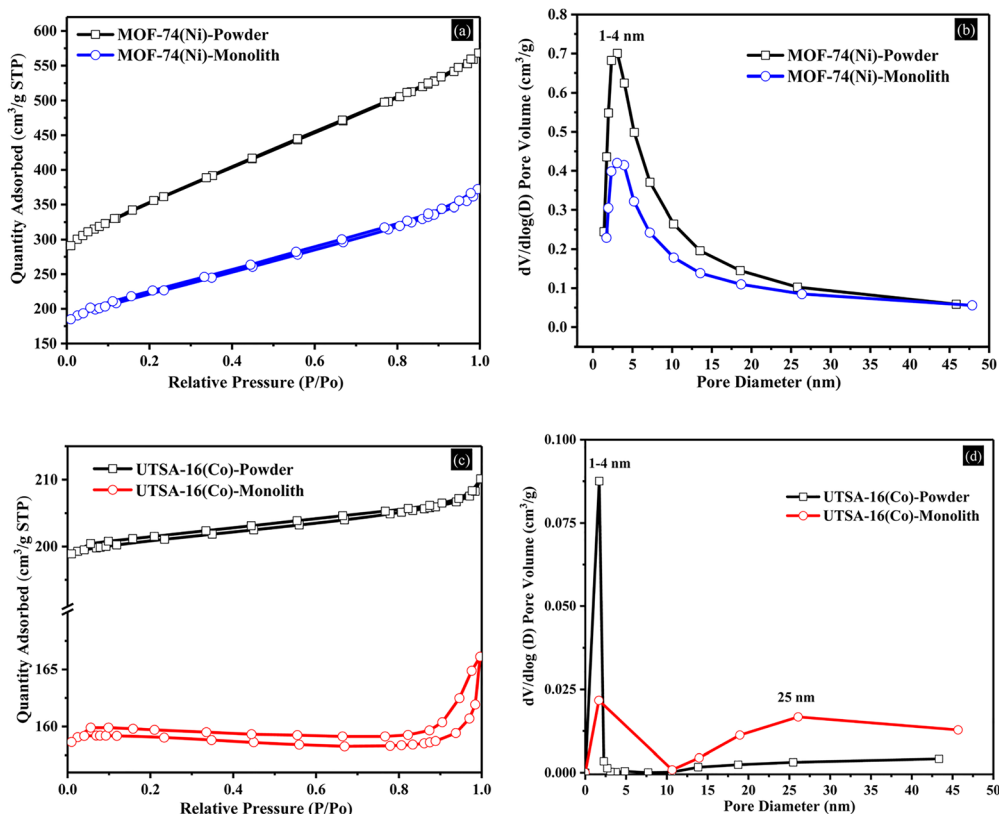 (a)
MOF-74(Ni)-Powder
MOF-74(Ni)-Monolith
600
550
500
450
400
350
300
250
200
150
Quantity Adsorbed (cm³/g STP)
0.0 0.2 0.4 0.6 0.8 1.0
Relative Pressure (P/Po)
(b)
1-4 nm
MOF-74(Ni)-Powder
MOF-74(Ni)-Monolith
0.8
0.7
0.6
0.5
0.4
0.3
0.2
0.1
0.0
dV/dlog(D) Pore Volume (cm³/g)
0 5 10 15 20 25 30 35 40 45 50
Pore Diameter (nm)
(c)
UTSA-16(Co)-Powder
UTSA-16(Co)-Monolith
210
200
165
160
Quantity Adsorbed (cm³/g STP)
0.0 0.2 0.4 0.6 0.8 1.0
Relative Pressure (P/Po)
(d)
1-4 nm
UTSA-16(Co)-Powder
UTSA-16(Co)-Monolith
25 nm
0.100
0.075
0.050
0.025
0.000
dV/dlog (D) Pore Volume (cm³/g)
0 5 10 15 20 25 30 35 40 45 50
Pore Diameter (nm)